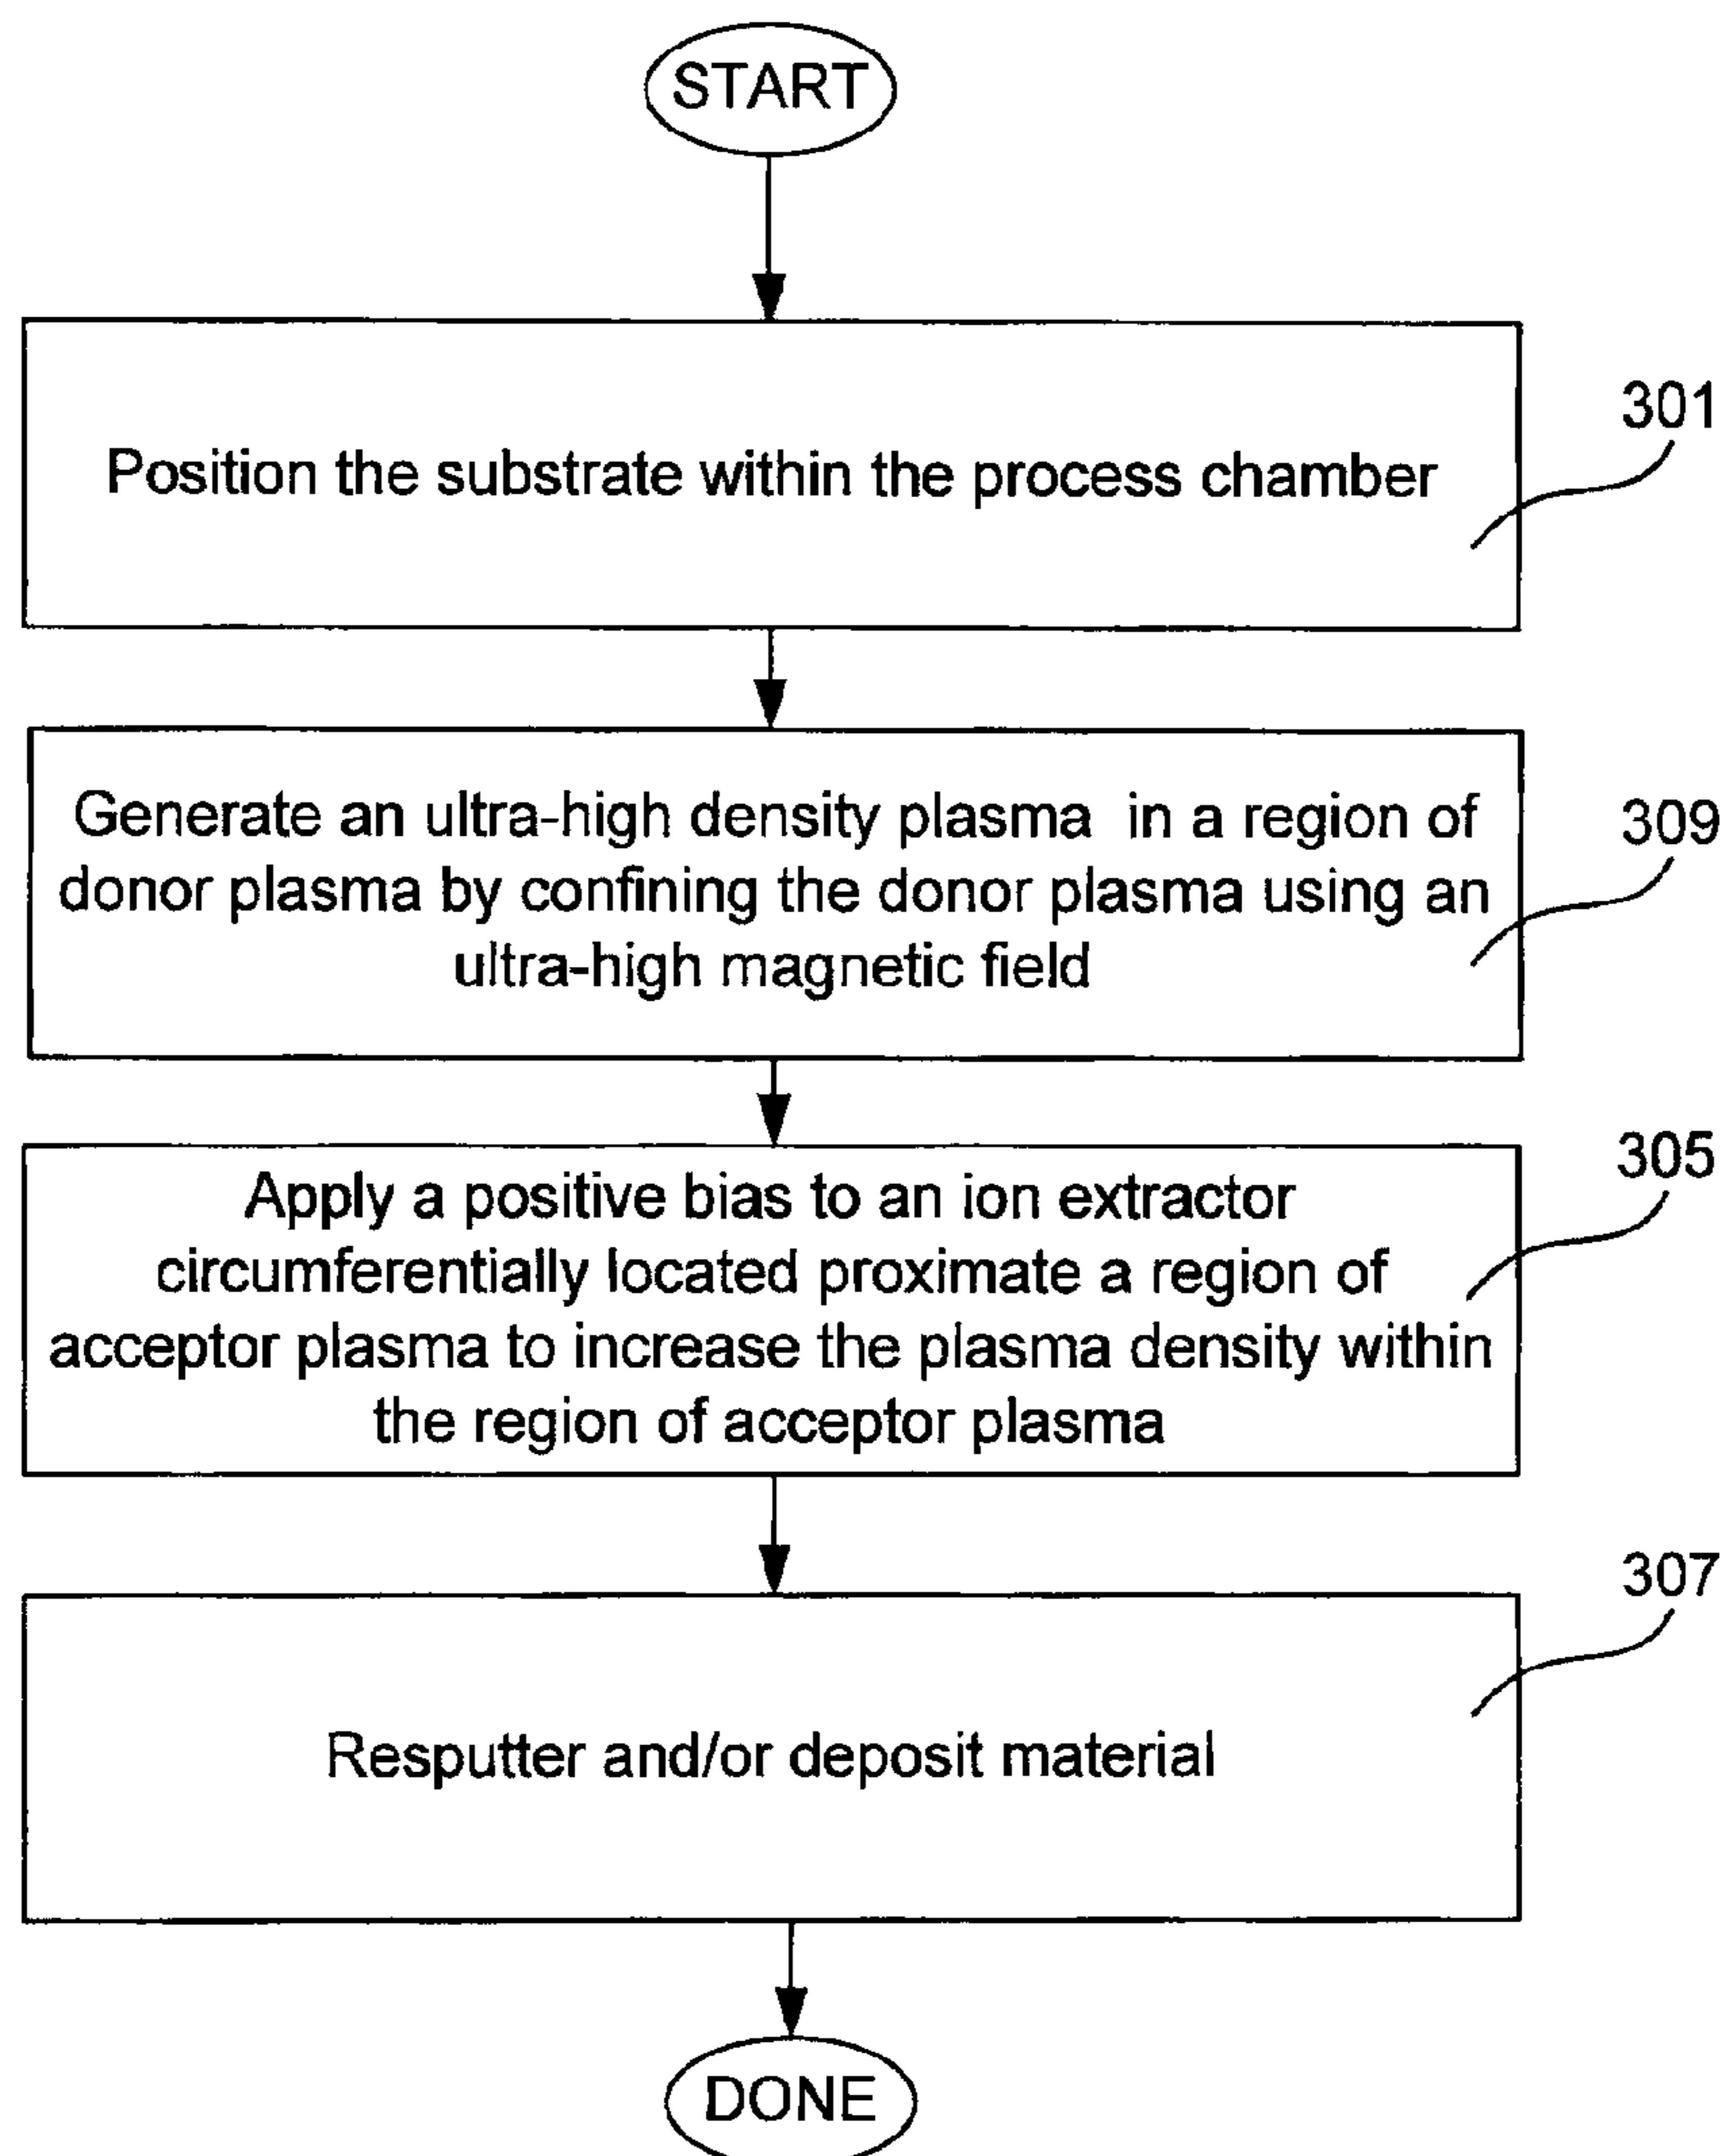 START
Position the substrate within the process chamber
301
Generate an ultra-high density plasma in a region of
donor plasma by confining the donor plasma using an
ultra-high magnetic field
309
Apply a positive bias to an ion extractor
circumferentially located proximate a region of
acceptor plasma to increase the plasma density within
the region of acceptor plasma
305
Resputter and/or deposit material
307
DONE